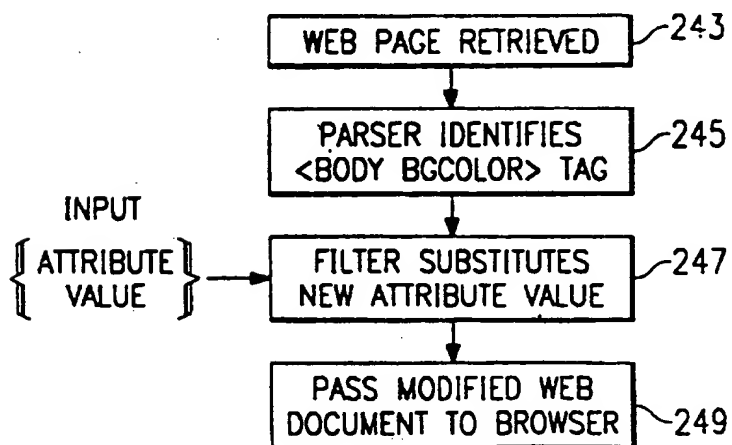 WEB PAGE RETRIEVED
243
PARSER IDENTIFIES
<BODY BGCOLOR> TAG
245
INPUT
{ATTRIBUTE
VALUE}
FILTER SUBSTITUTES
NEW ATTRIBUTE VALUE
247
PASS MODIFIED WEB
DOCUMENT TO BROWSER
249